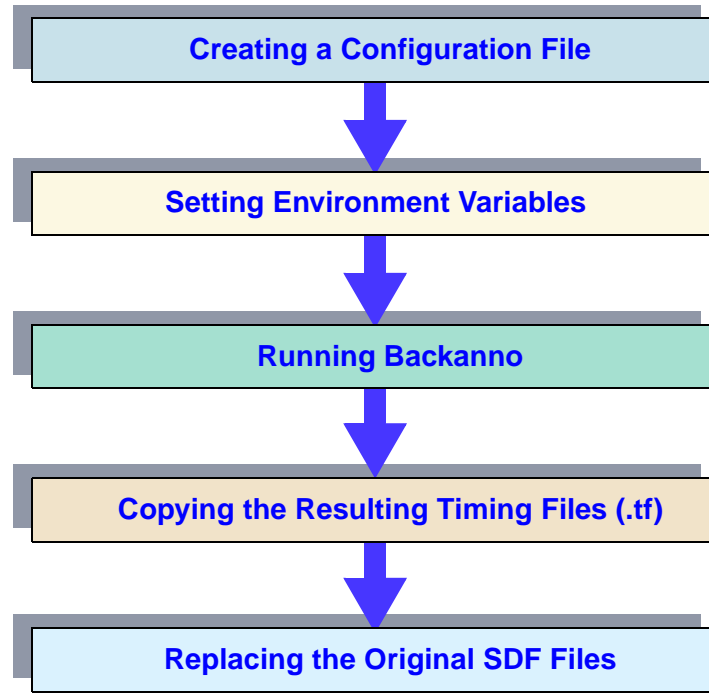 Creating a Configuration File
Setting Environment Variables
Running Backanno
Copying the Resulting Timing Files (.tf)
Replacing the Original SDF Files